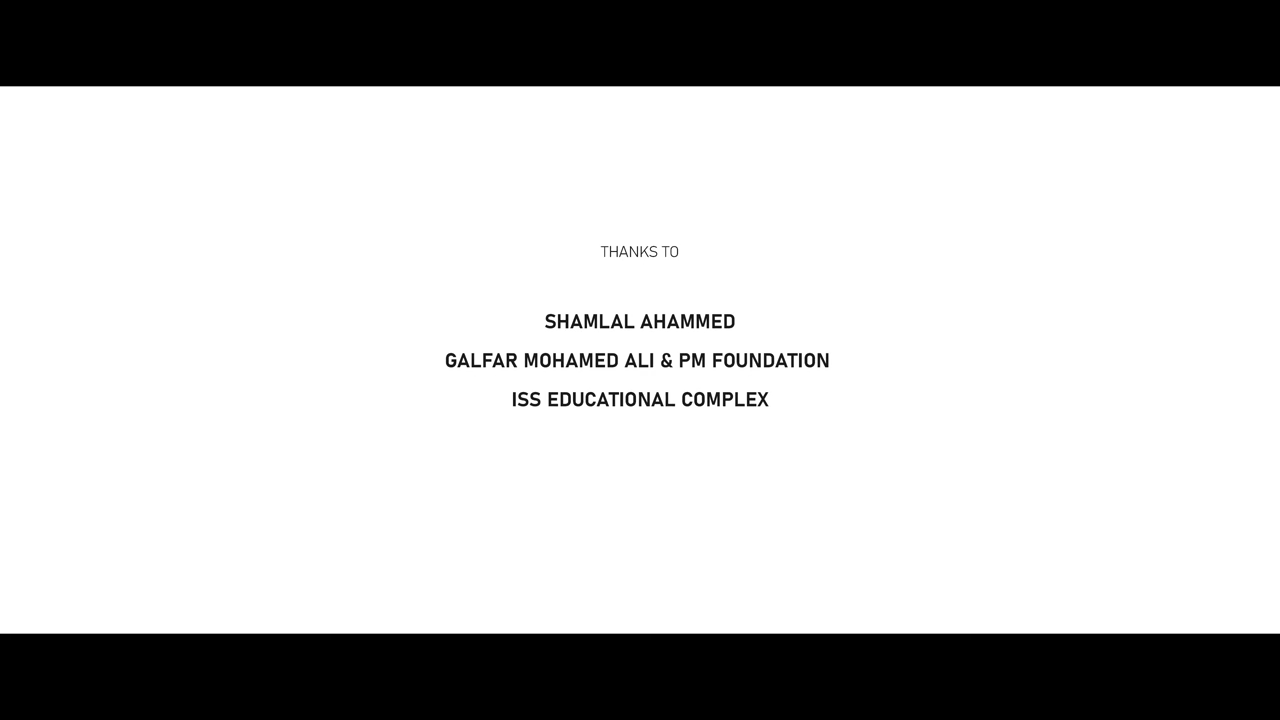 THANKS TO
SHAMLAL AHAMMED
GALFAR MOHAMED ALI & PM FOUNDATION
ISS EDUCATIONAL COMPLEX